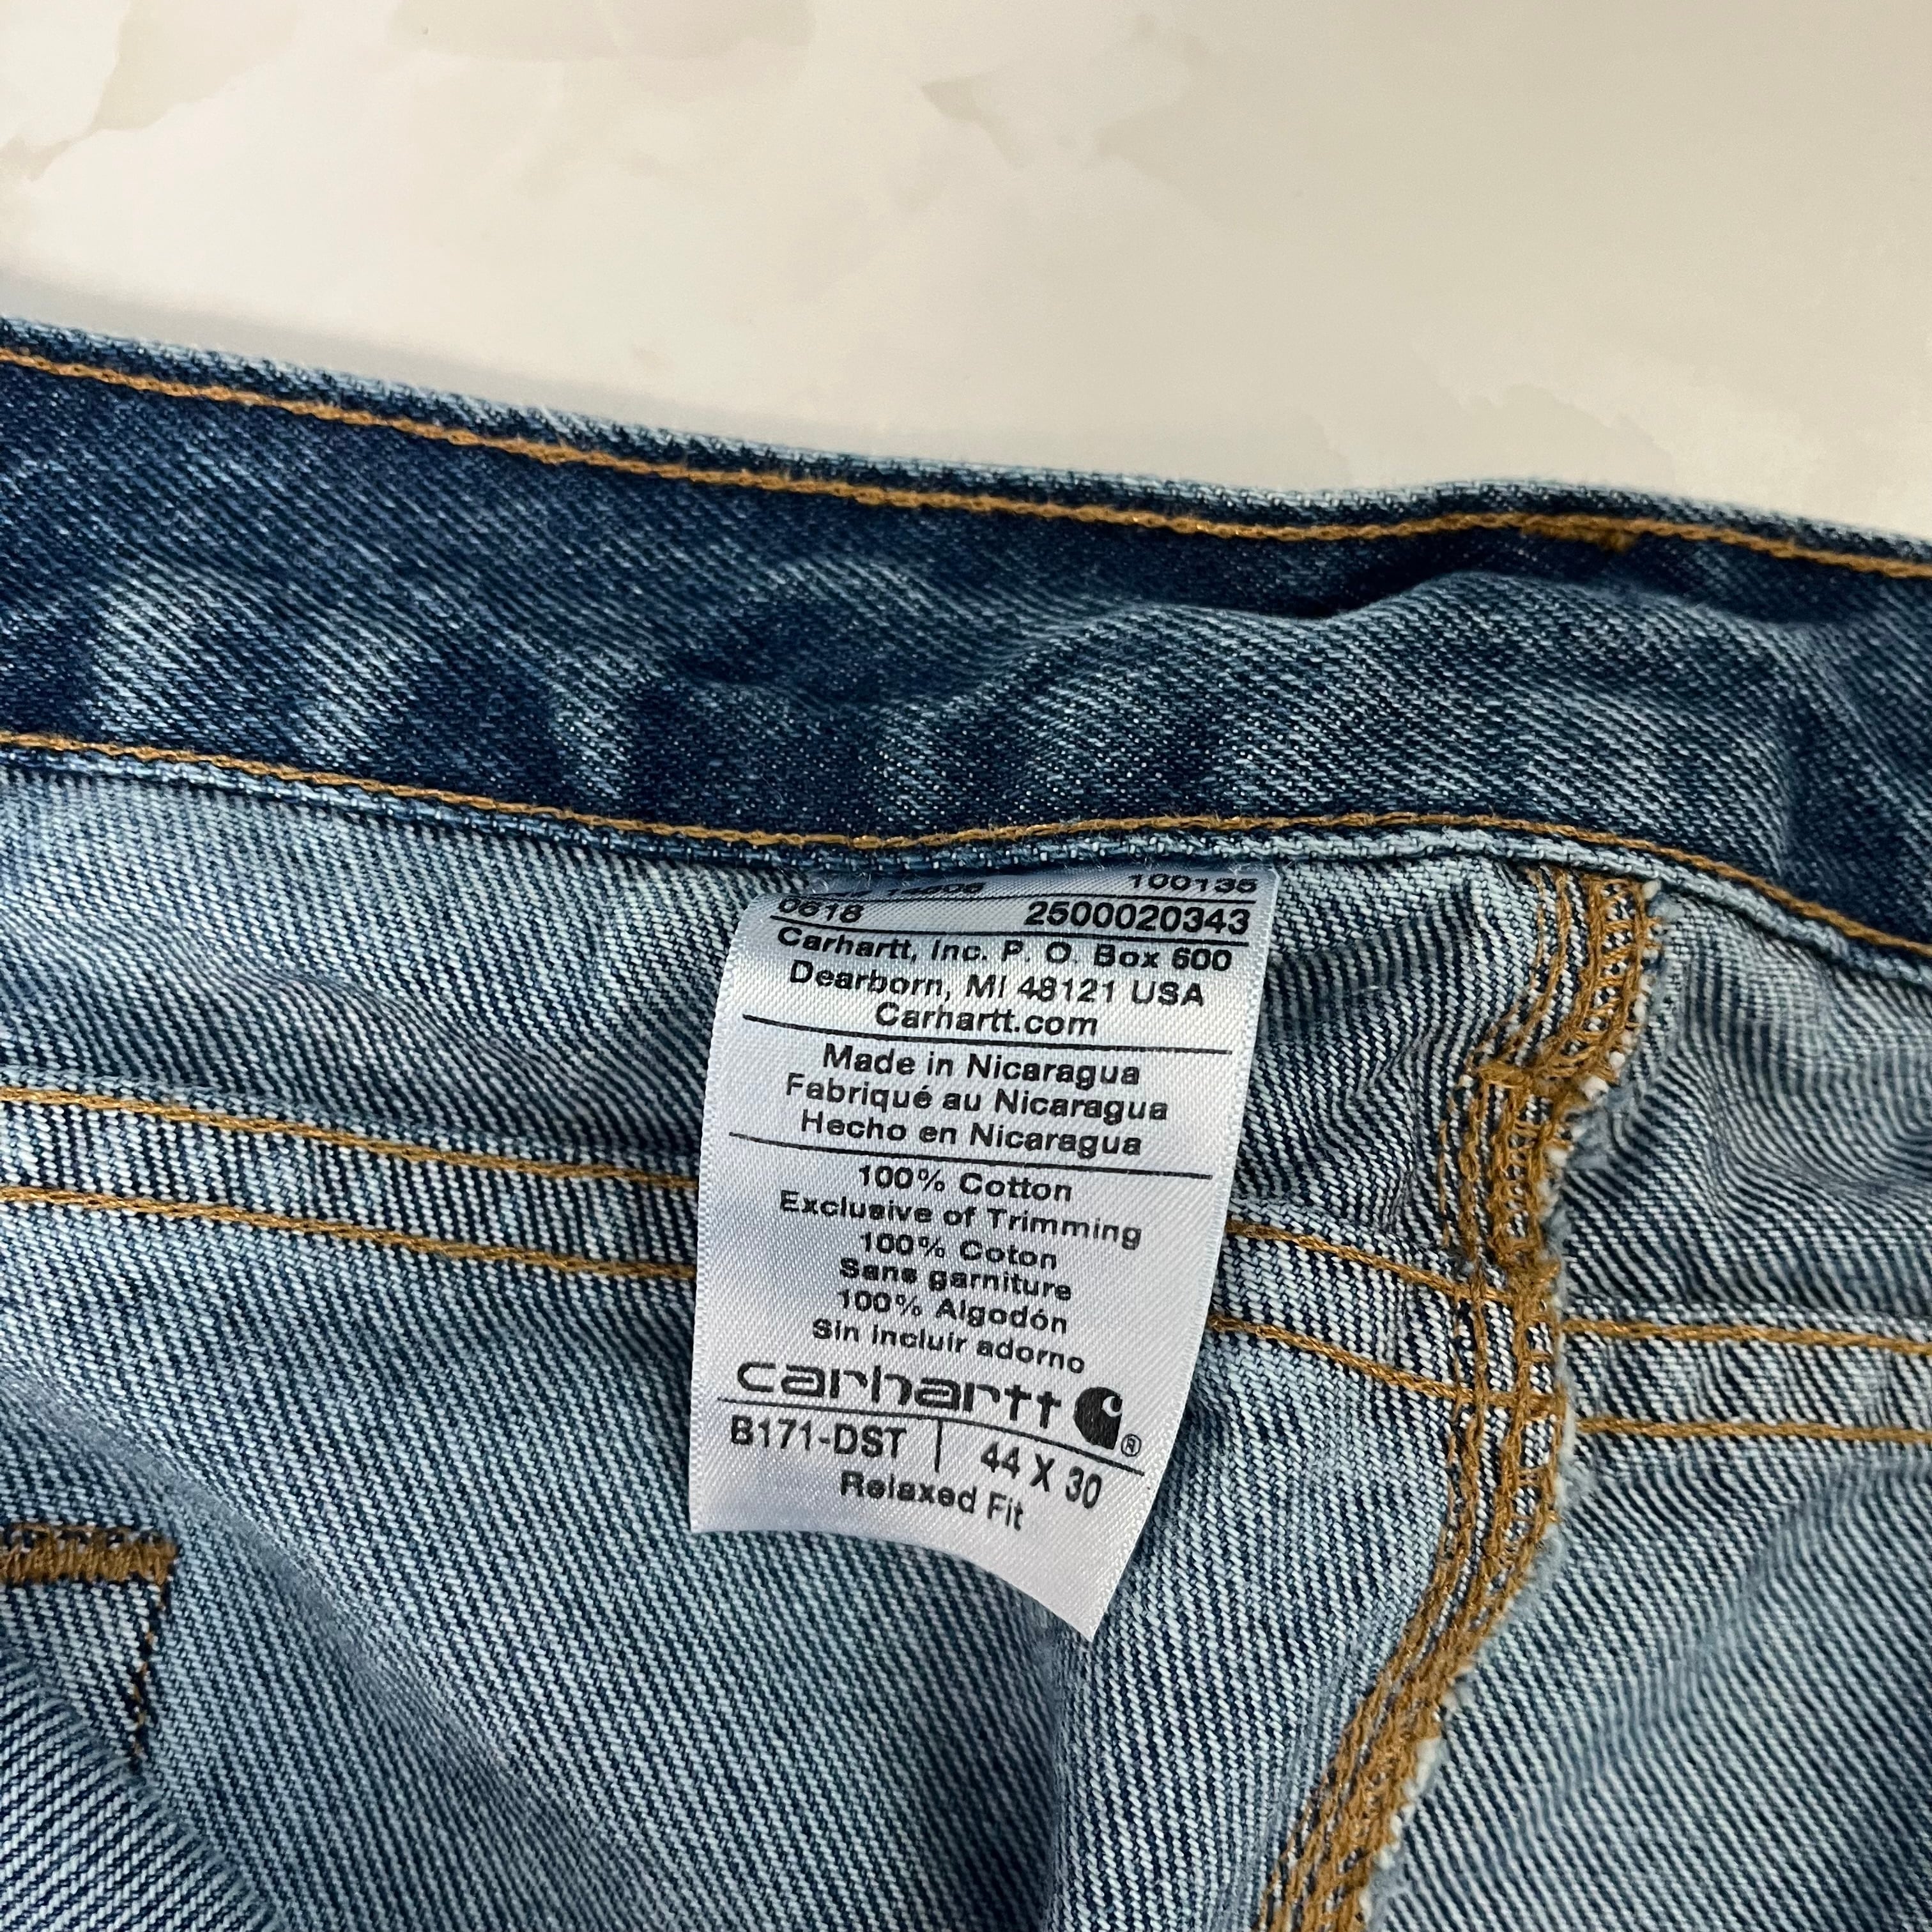 100135
0618 2500020343
Carhartt, Inc. P. O. Box 600
Dearborn, MI 48121 USA
Carhartt.com
Made in Nicaragua
Fabriqué au Nicaragua
Hecho en Nicaragua
100% Cotton
Exclusive of Trimming
100% Coton
Sans garniture
100% Algodón
Sin incluir adorno
carhartt ®
B171-DST | 44 X 30
Relaxed Fit